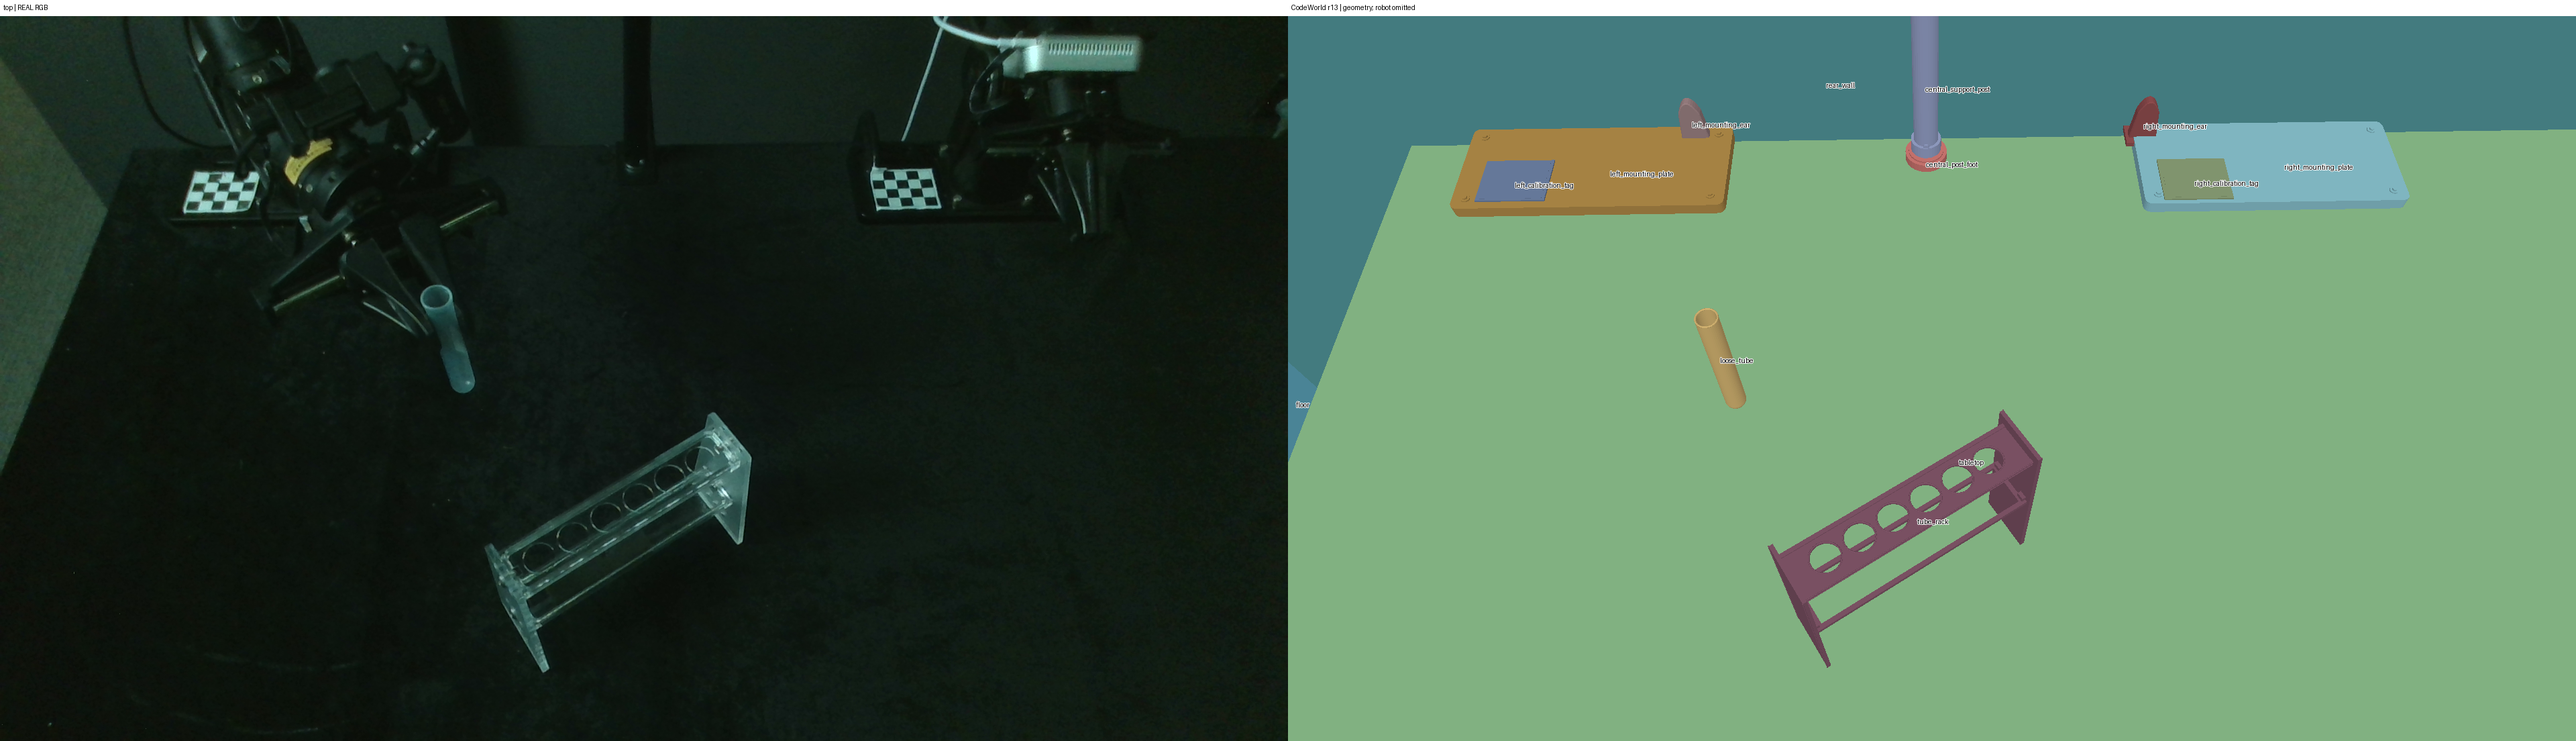 top | REAL RGB
CodeWorld r13 | geometry; robot omitted
rear_wall
central_support_post
left_mounting_ear
right_mounting_ear
central_post_foot
left_mounting_plate
right_mounting_plate
left_calibration_tag
right_calibration_tag
loose_tube
floor
tabletop
tube_rack